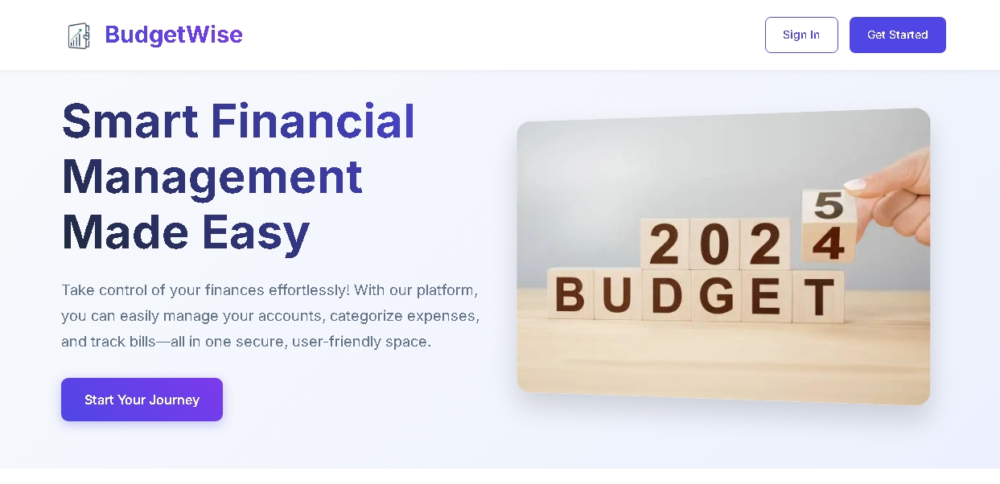 BudgetWise
Sign In
Get Started
Smart Financial
Management
Made Easy
Take control of your finances effortlessly! With our platform,
you can easily manage your accounts, categorize expenses,
and track bills—all in one secure, user-friendly space.
Start Your Journey
5
202 4
BUDGET